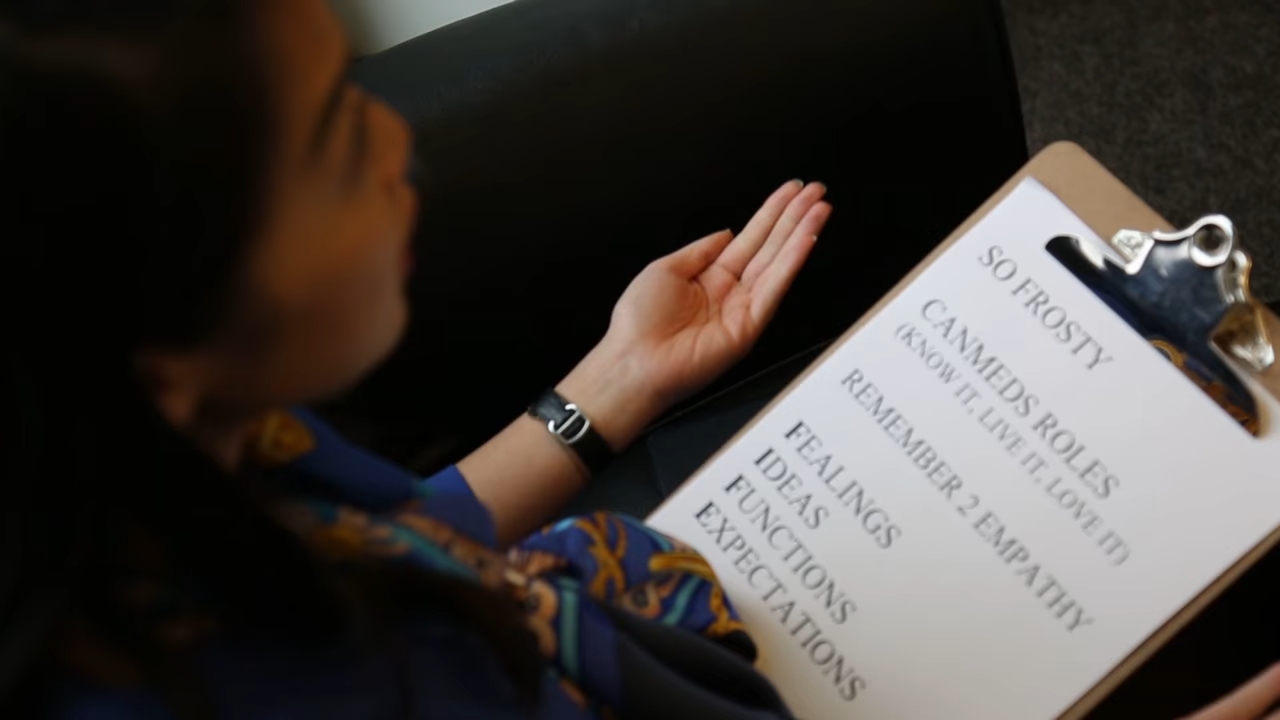 SO FROSTY
CANMEDS ROLES
(KNOW IT, LIVE IT, LOVE IT)
REMEMBER 2 EMPATHY
FEALINGS
IDEAS
FUNCTIONS
EXPECTATIONS